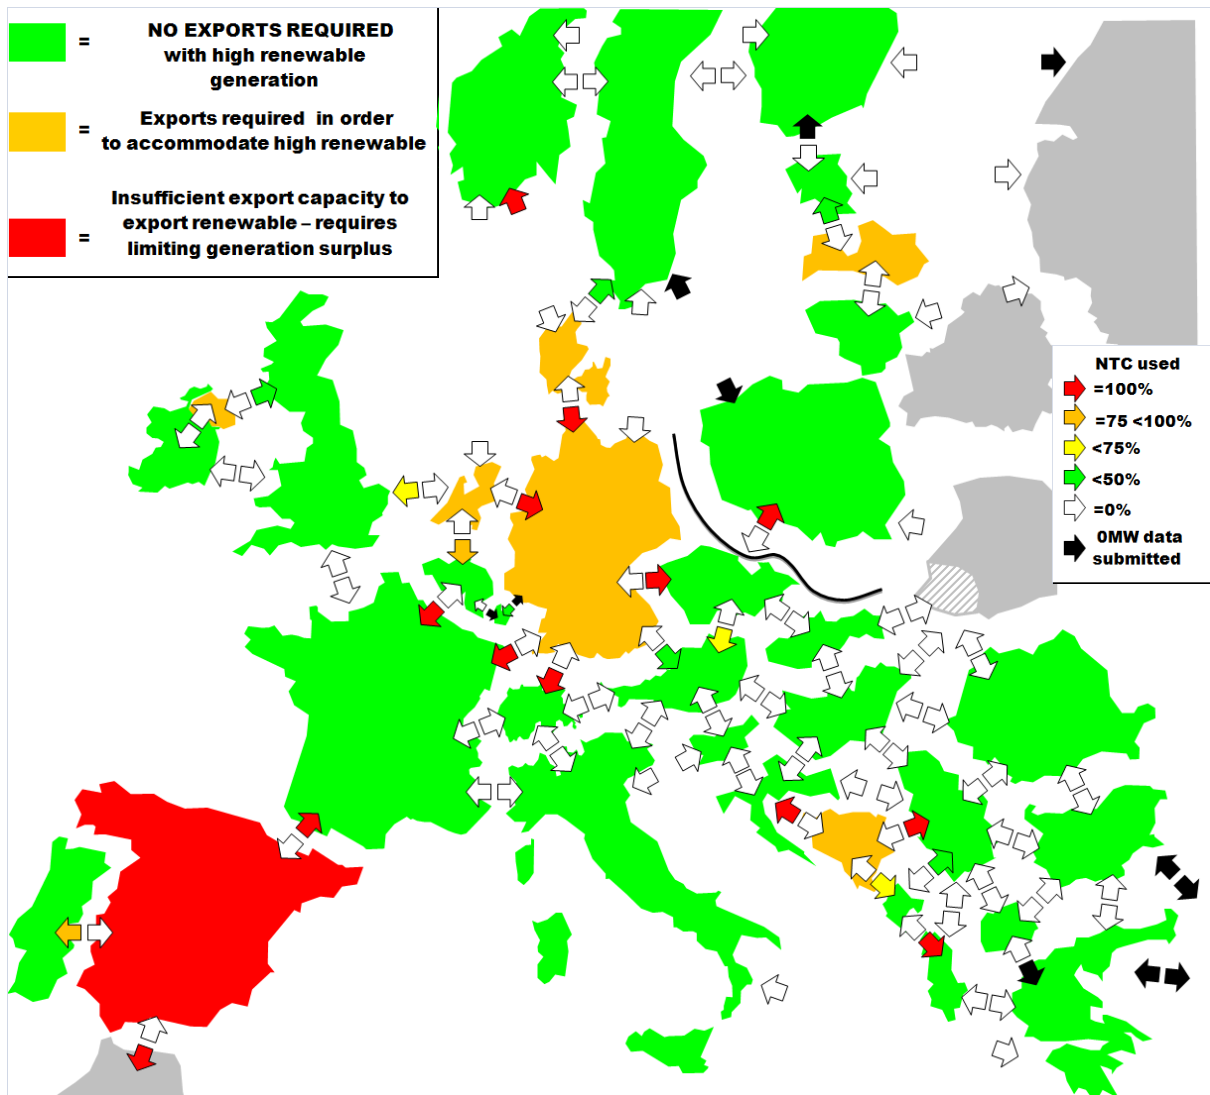 = NO EXPORTS REQUIRED
with high renewable
generation
= Exports required in order
to accommodate high renewable
Insufficient export capacity to
= export renewable – requires
limiting generation surplus
NTC used
=100%
=75 <100%
<75%
<50%
=0%
0MW data
submitted